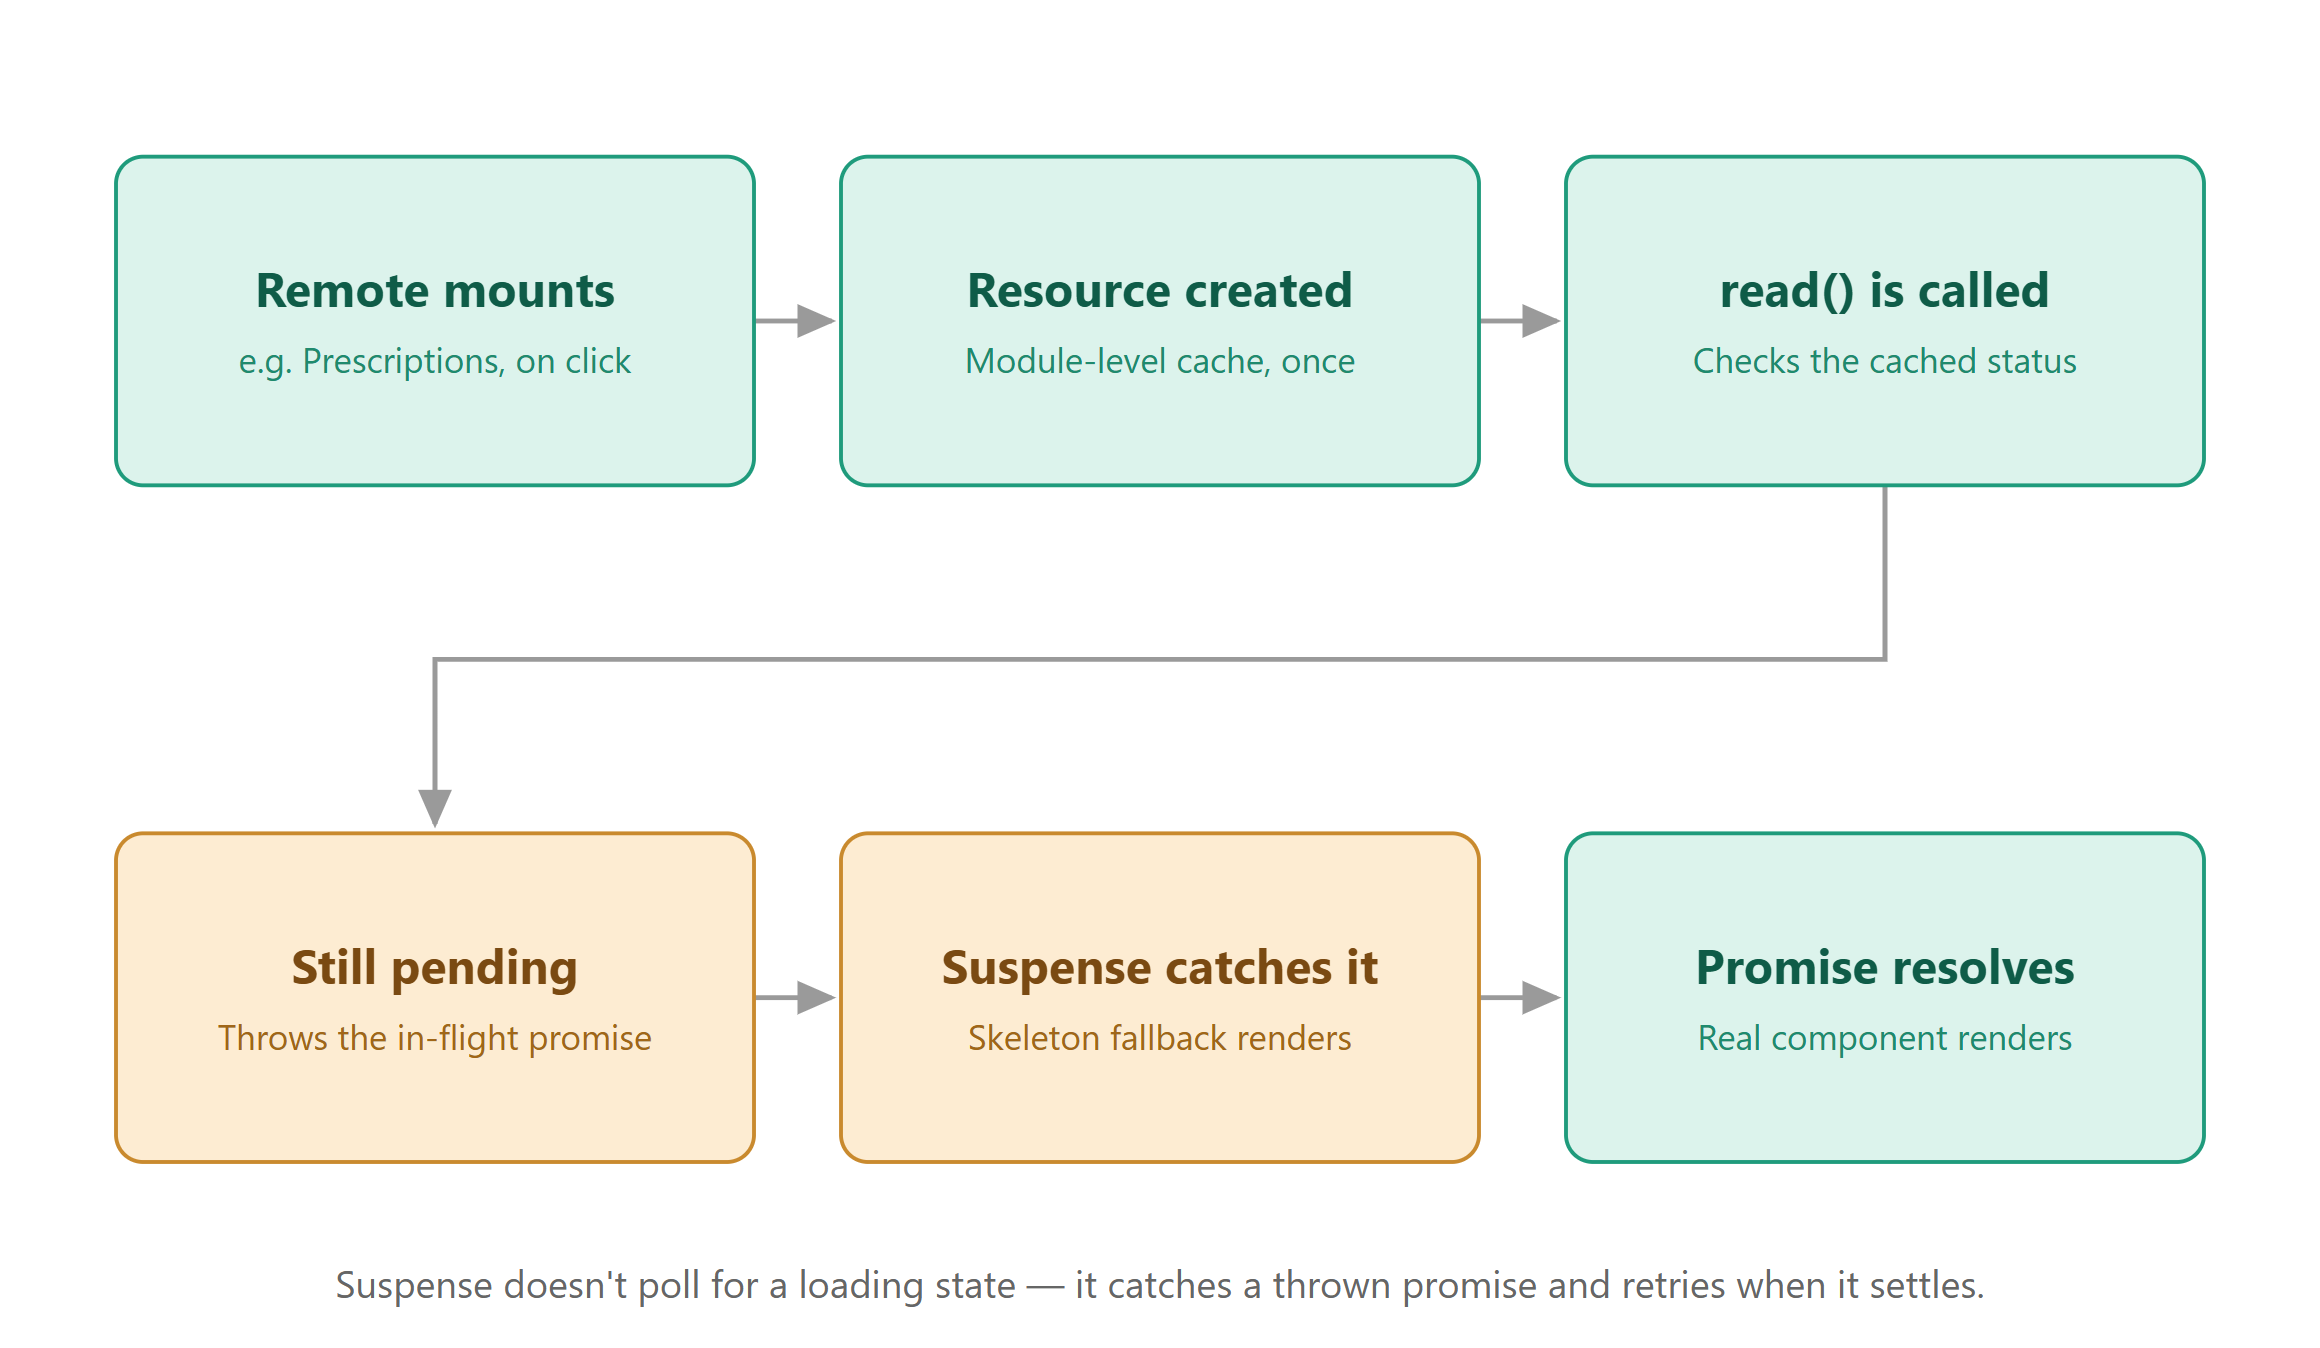 Remote mounts
e.g. Prescriptions, on click
Resource created
Module-level cache, once
read() is called
Checks the cached status
Still pending
Throws the in-flight promise
Suspense catches it
Skeleton fallback renders
Promise resolves
Real component renders
Suspense doesn't poll for a loading state — it catches a thrown promise and retries when it settles.